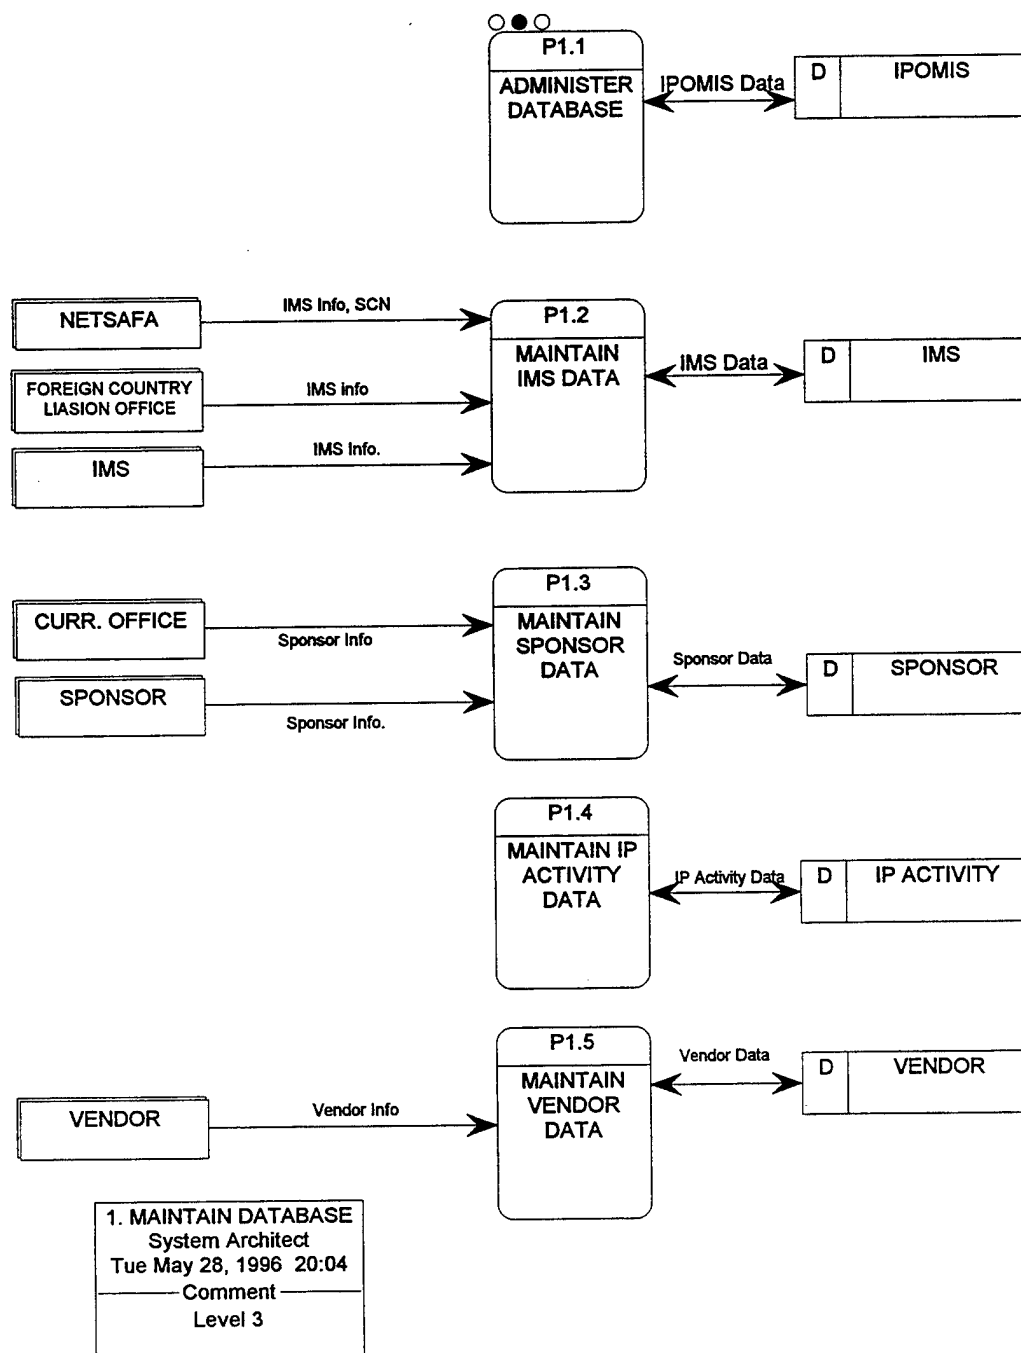 P1.1
ADMINISTER
DATABASE
IPOMIS Data
D
IPOMIS
NETSAFA
IMS Info, SCN
FOREIGN COUNTRY
LIASION OFFICE
IMS info
IMS
IMS Info.
P1.2
MAINTAIN
IMS DATA
IMS Data
D
IMS
CURR. OFFICE
Sponsor Info
SPONSOR
Sponsor Info.
P1.3
MAINTAIN
SPONSOR
DATA
Sponsor Data
D
SPONSOR
P1.4
MAINTAIN IP
ACTIVITY
DATA
IP Activity Data
D
IP ACTIVITY
VENDOR
Vendor Info
P1.5
MAINTAIN
VENDOR
DATA
Vendor Data
D
VENDOR
1. MAINTAIN DATABASE
System Architect
Tue May 28, 1996 20:04
Comment
Level 3